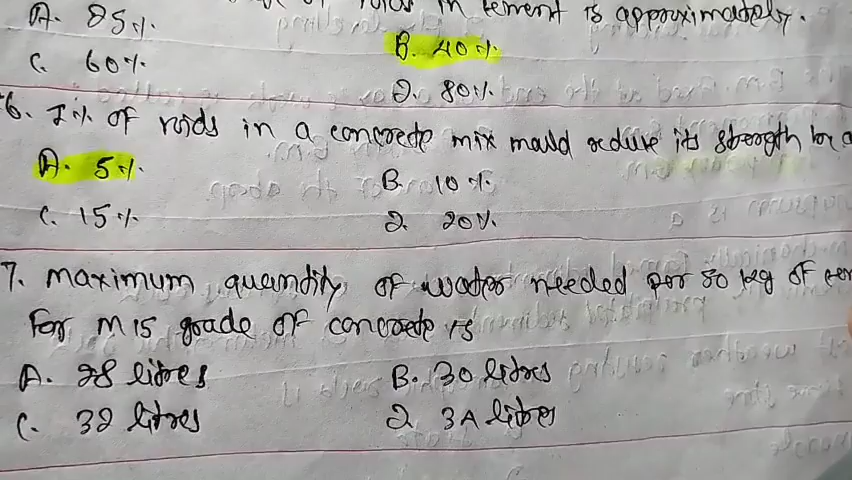 in cement is approximately.
A. 25% B. 40%
C. 60% D. 80%
6. 1% of voids in a concrete mix would reduce its strength by a
A. 5% B. 10%
C. 15% D. 20%
7. Maximum quantity of water needed per 50 kg of cem
for M15 grade of concrete is
A. 28 litres B. 30 litres
C. 32 litres D. 34 litres